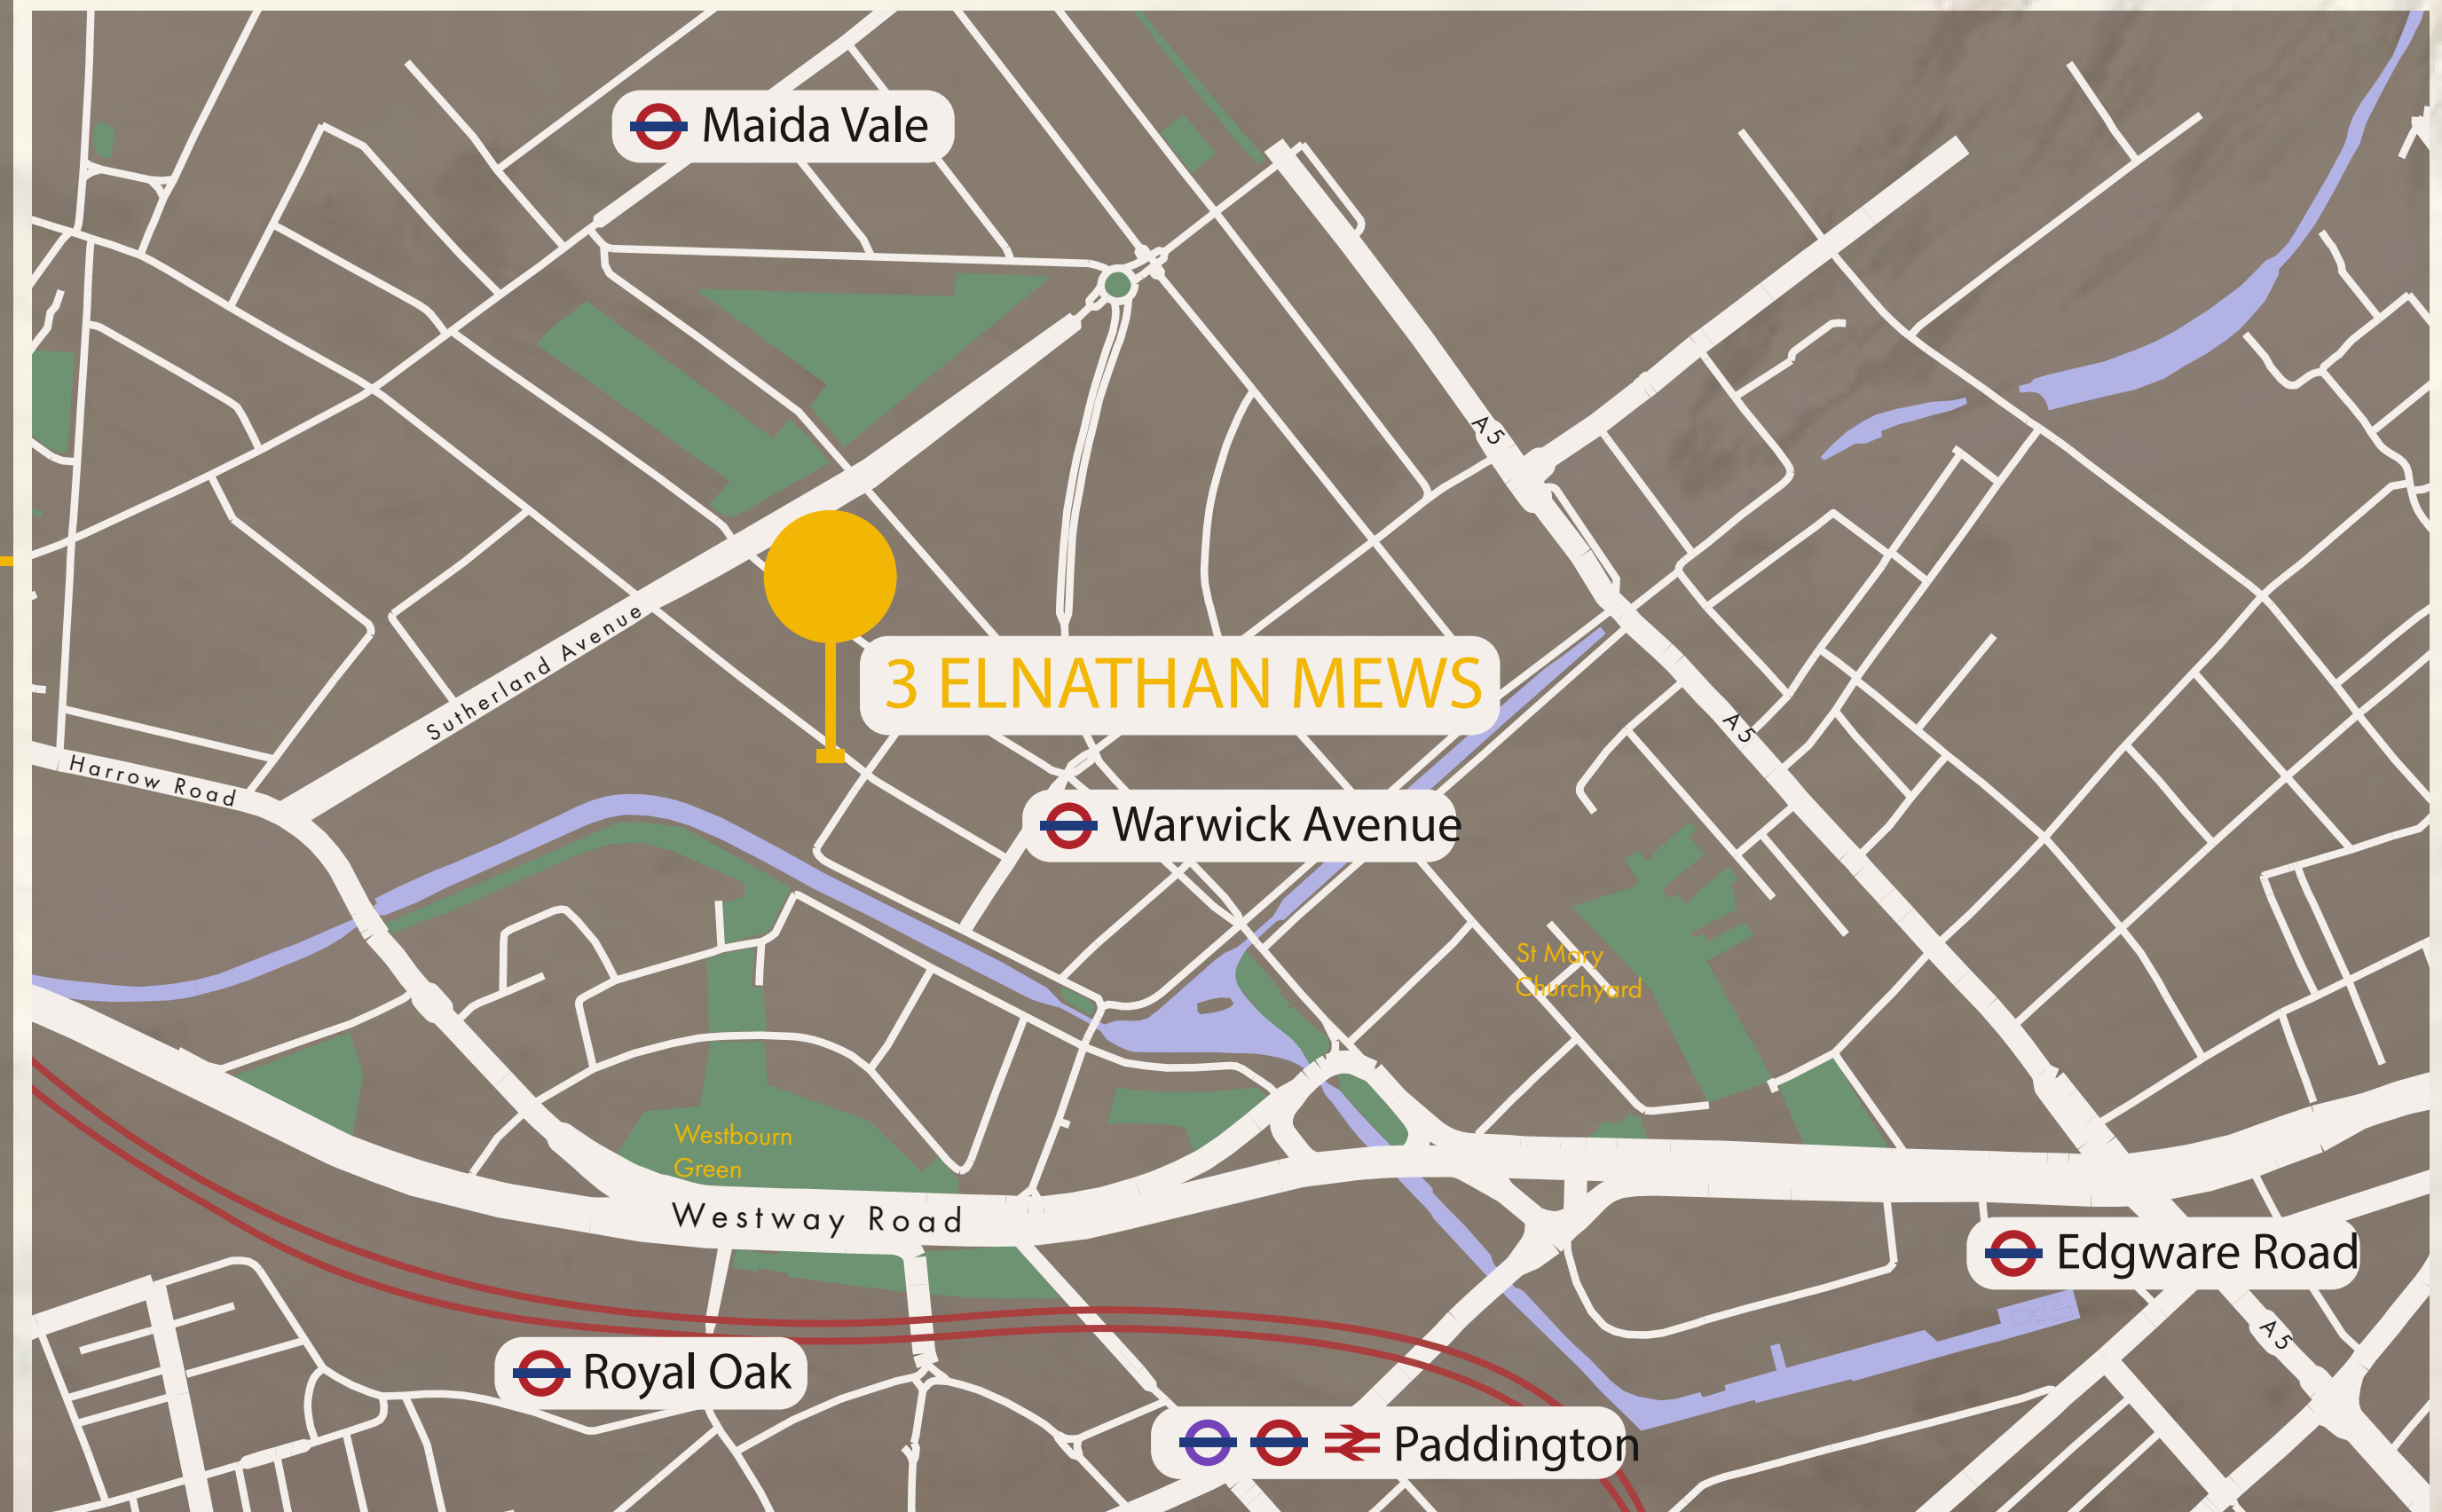 Maida Vale
A5
Sutherland Avenue
3 ELNATHAN MEWS
A5
Harrow Road
Warwick Avenue
St Mary
Churchyard
Westbourn
Green
Westway Road
Edgware Road
A5
Royal Oak
Paddington